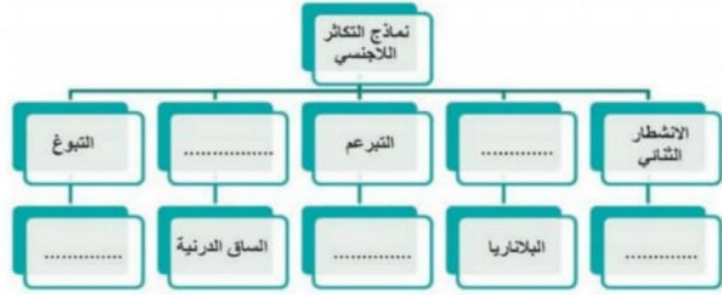 نماذج التكاثر
اللاجنسي
الانشطار
الثنائي
.............
التبرعم
...............
التبوغ
.............
البلاناريا
.............
الساق الدرنية
.............